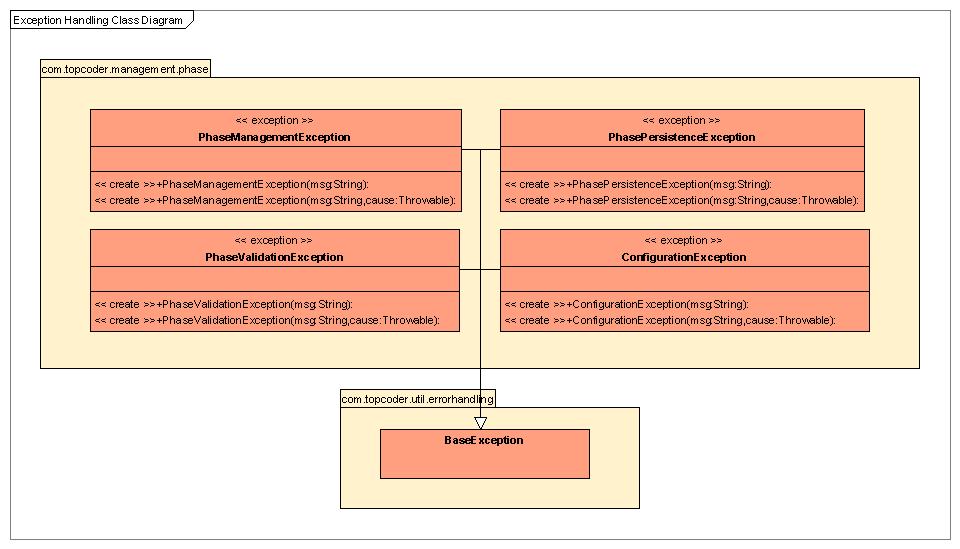 Exception Handling Class Diagram
com.topcoder.management.phase
<< exception >>
PhaseManagementException
<< create >>+PhaseManagementException(msg:String):
<< create >>+PhaseManagementException(msg:String,cause:Throwable):
<< exception >>
PhasePersistenceException
<< create >>+PhasePersistenceException(msg:String):
<< create >>+PhasePersistenceException(msg:String,cause:Throwable):
<< exception >>
PhaseValidationException
<< create >>+PhaseValidationException(msg:String):
<< create >>+PhaseValidationException(msg:String,cause:Throwable):
<< exception >>
ConfigurationException
<< create >>+ConfigurationException(msg:String):
<< create >>+ConfigurationException(msg:String,cause:Throwable):
com.topcoder.util.errorhandling
BaseException